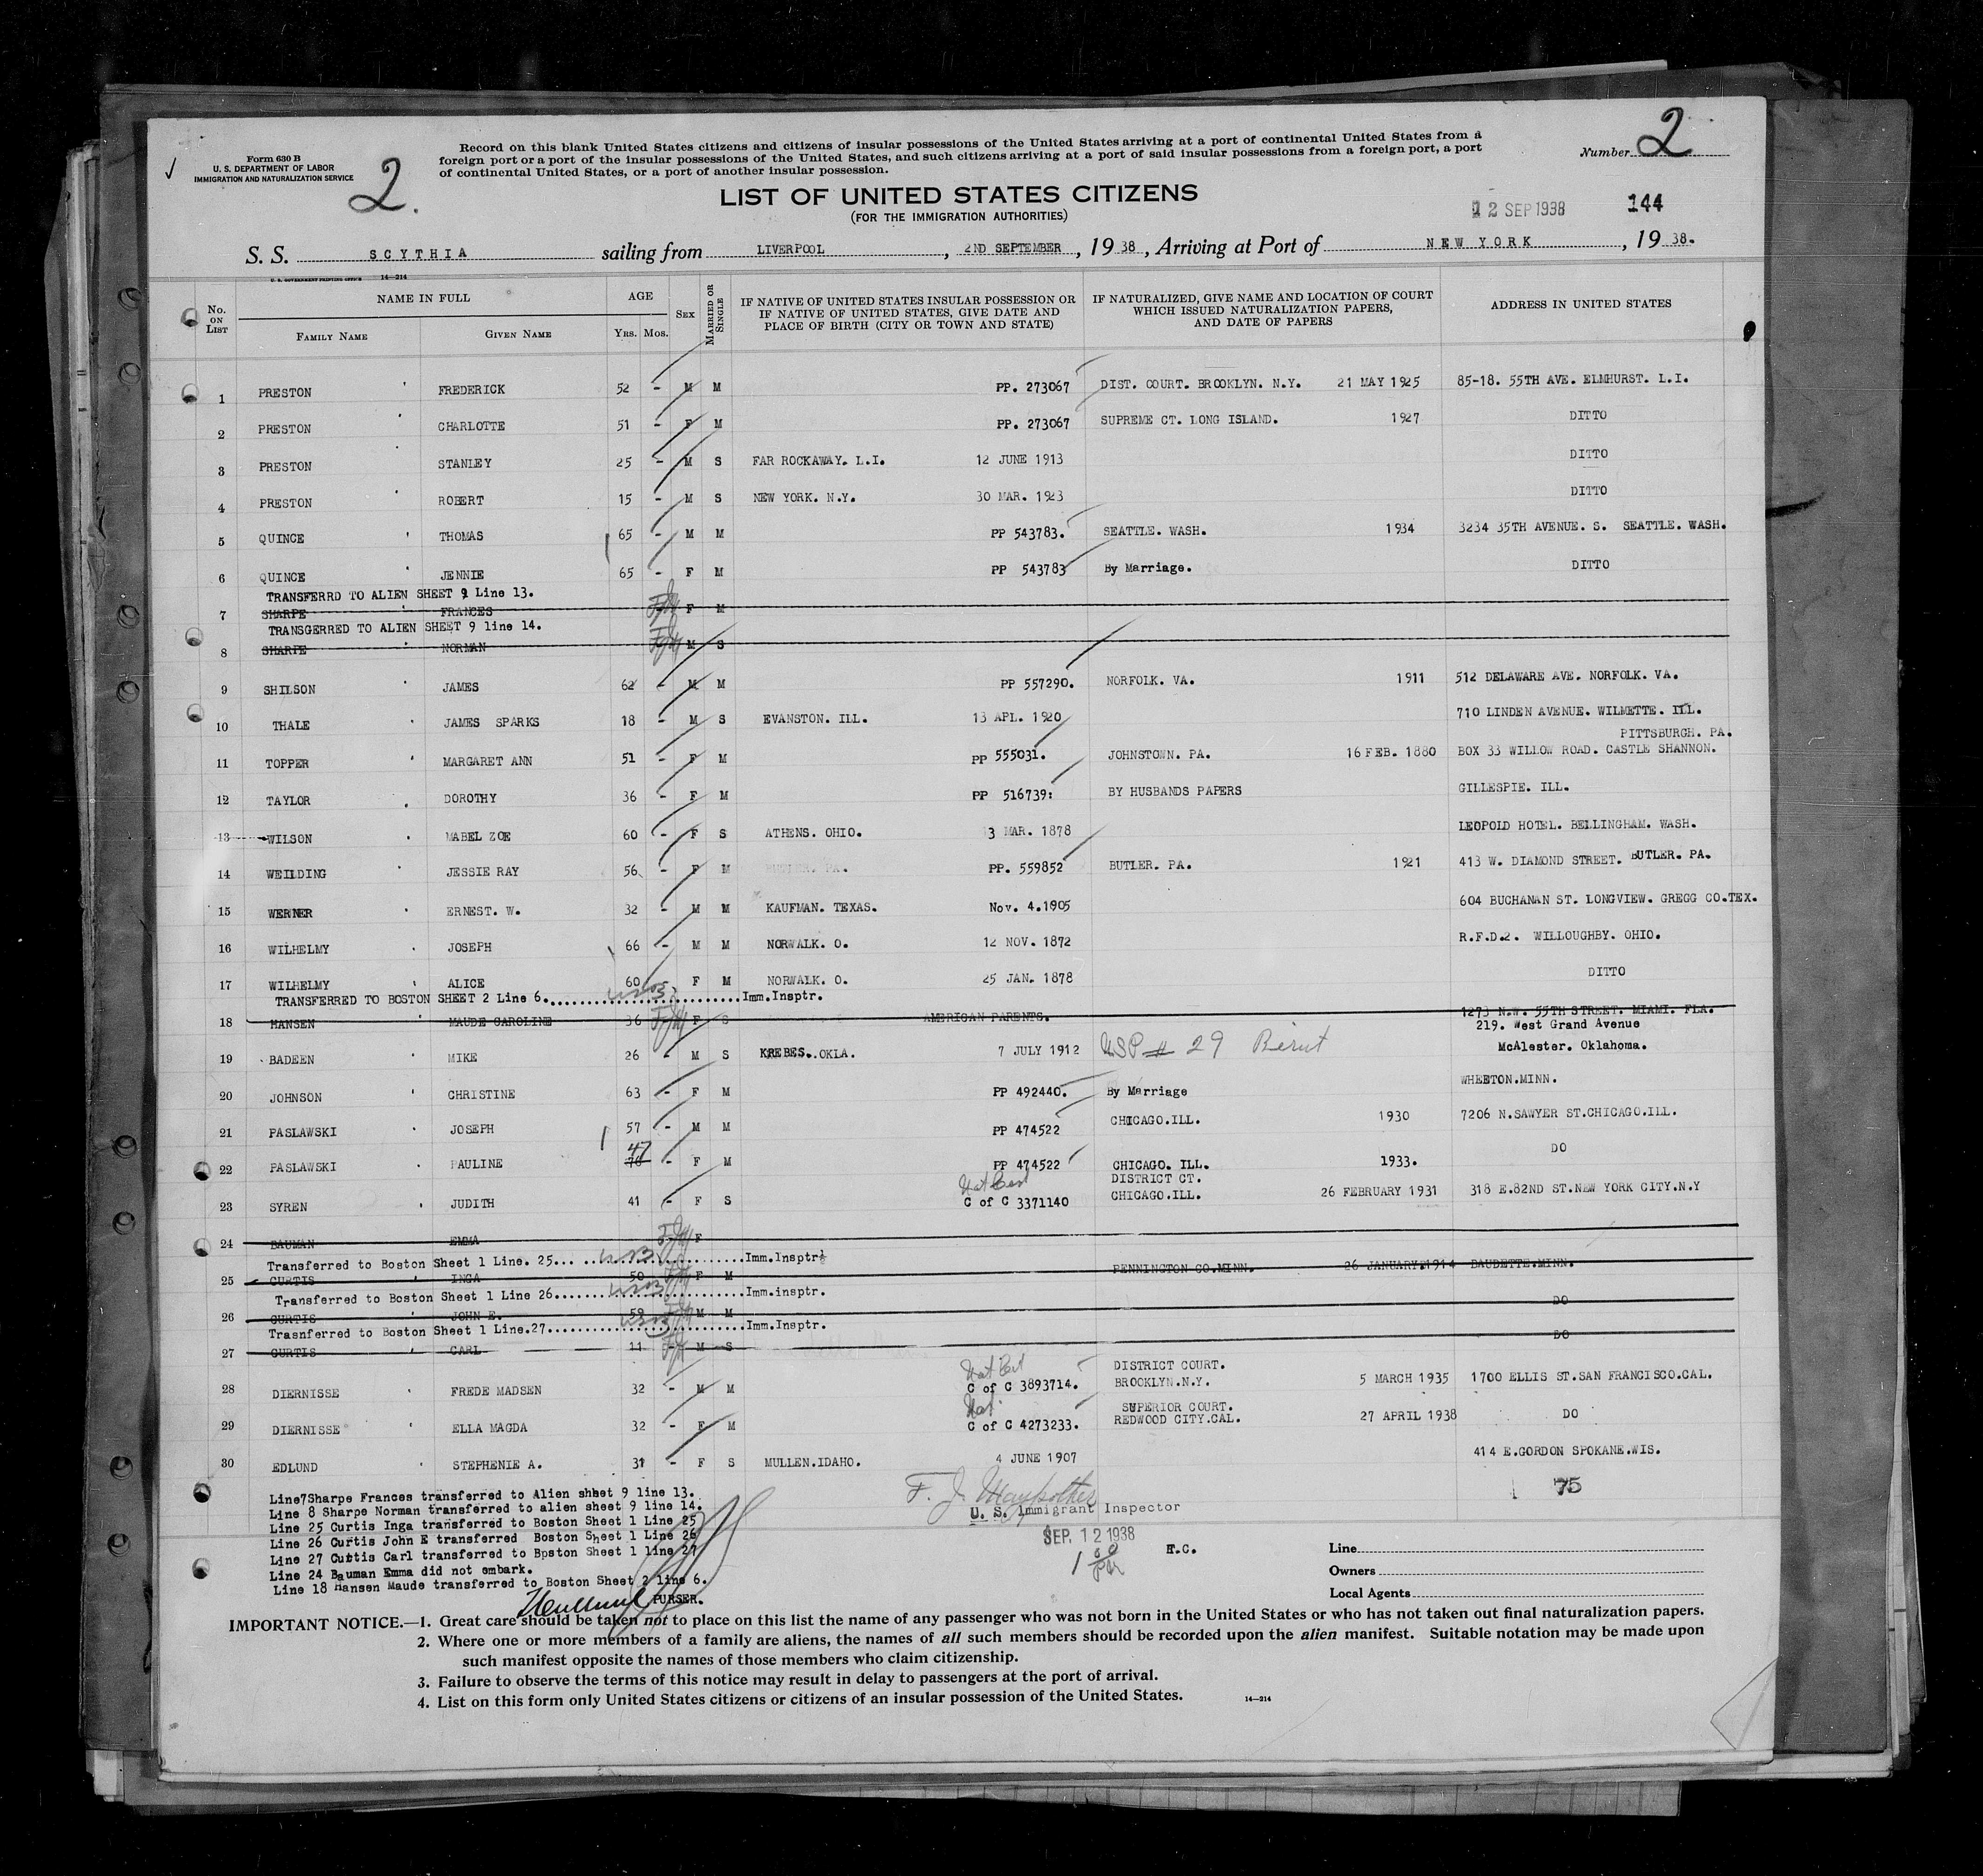 Form 630 B
U. S. DEPARTMENT OF LABOR
IMMIGRATION AND NATURALIZATION SERVICE
2.
Record on this blank United States citizens and citizens of insular possessions of the United States arriving at a port of continental United States from a
foreign port or a port of the insular possessions of the United States, and such citizens arriving at a port of said insular possessions from a foreign port, a port
of continental United States, or a port of another insular possession.
Number 2
LIST OF UNITED STATES CITIZENS
(FOR THE IMMIGRATION AUTHORITIES)
12 SEP 1938 144
S. S. SCYTHIA sailing from LIVERPOOL, 2ND SEPTEMBER, 19 38, Arriving at Port of NEW YORK, 19 38.
U. S. GOVERNMENT PRINTING OFFICE 14—214
No. ON LIST
NAME IN FULL
FAMILY NAME GIVEN NAME
AGE
YRS. MOS.
SEX
MARRIED OR SINGLE
IF NATIVE OF UNITED STATES INSULAR POSSESSION OR
IF NATIVE OF UNITED STATES, GIVE DATE AND
PLACE OF BIRTH (CITY OR TOWN AND STATE)
IF NATURALIZED, GIVE NAME AND LOCATION OF COURT
WHICH ISSUED NATURALIZATION PAPERS,
AND DATE OF PAPERS
ADDRESS IN UNITED STATES
1 PRESTON FREDERICK 52 - M M PP. 273067 DIST. COURT. BROOKLYN. N.Y. 21 MAY 1925 85-18. 55TH AVE. ELMHURST. L.I.
2 PRESTON CHARLOTTE 51 - F M PP. 273067 SUPREME CT. LONG ISLAND. 1927 DITTO
3 PRESTON STANLEY 25 - M S FAR ROCKAWAY. L.I. 12 JUNE 1913 DITTO
4 PRESTON ROBERT 15 - M S NEW YORK. N.Y. 30 MAR. 1923 DITTO
5 QUINCE THOMAS 65 - M M PP 543783. SEATTLE. WASH. 1934 3234 35TH AVENUE. S. SEATTLE. WASH.
6 QUINCE JENNIE 65 - F M PP 543783 By Marriage. DITTO
TRANSFERRD TO ALIEN SHEET 9 Line 13.
7 SHARPE FRANCES F M
TRANSGERRED TO ALIEN SHEET 9 line 14.
8 SHARPE NORMAN M S
9 SHILSON JAMES 62 - M M PP 557290. NORFOLK. VA. 1911 512 DELAWARE AVE. NORFOLK. VA.
10 THALE JAMES SPARKS 18 - M S EVANSTON. ILL. 13 APL. 1920 710 LINDEN AVENUE. WILMETTE. ILL.
PITTSBURGH. PA.
11 TOPPER MARGARET ANN 51 - F M PP 555031. JOHNSTOWN. PA. 16 FEB. 1880 BOX 33 WILLOW ROAD. CASTLE SHANNON.
12 TAYLOR DOROTHY 36 - F M PP 516739: BY HUSBANDS PAPERS GILLESPIE. ILL.
13 WILSON MABEL ZOE 60 - F S ATHENS. OHIO. 3 MAR. 1878 LEOPOLD HOTEL. BELLINGHAM. WASH.
14 WEILDING JESSIE RAY 56 - F M BUTLER. PA. PP. 559852 BUTLER. PA. 1921 413 W. DIAMOND STREET. BUTLER. PA.
15 WERNER ERNEST. W. 32 - M M KAUFMAN. TEXAS. Nov. 4.1905 604 BUCHANAN ST. LONGVIEW. GREGG CO.TEX.
16 WILHELMY JOSEPH 66 - M M NORWALK. O. 12 NOV. 1872 R.F.D.2. WILLOUGHBY. OHIO.
17 WILHELMY ALICE 60 - F M NORWALK. O. 25 JAN. 1878 DITTO
TRANSFERRED TO BOSTON SHEET 2 Line 6. Imm.Insptr.
18 HANSEN MAUDE CAROLINE 36 F S AMERICAN PARENTS. 1273 N.W. 55TH STREET. MIAMI. FLA.
219. West Grand Avenue
19 BADEEN MIKE 26 - M S KREBES..OKLA. 7 JULY 1912 USP # 29 Beirut McAlester. Oklahoma.
20 JOHNSON CHRISTINE 63 - F M PP 492440. By Marriage WHEETON.MINN.
21 PASLAWSKI JOSEPH 57 - M M PP 474522 CHICAGO.ILL. 1930 7206 N.SAWYER ST.CHICAGO.ILL.
47
22 PASLAWSKI PAULINE 70 - F M PP 474522 CHICAGO. ILL. 1933. DO
DISTRICT CT.
23 SYREN JUDITH 41 - F S C of C 3371140 CHICAGO.ILL. 26 FEBRUARY 1931 318 E.82ND ST.NEW YORK CITY.N.Y
24 BAUMAN EMMA F
Transferred to Boston Sheet 1 Line. 25 Imm.Insptr
25 CURTIS INGA 50 F M PENNINGTON CO.MINN. 26 JANUARY.1914 BAUDETTE.MINN.
Transferred to Boston Sheet 1 Line 26 Imm.insptr.
26 CURTIS JOHN E. 59 M M DO
Trasnferred to Boston Sheet 1 Line.27 Imm.Insptr.
27 CURTIS CARL 11 M S DO
DISTRICT COURT.
28 DIERNISSE FREDE MADSEN 32 - M M C of C 3893714. BROOKLYN.N.Y. 5 MARCH 1935 1700 ELLIS ST.SAN FRANCISCO.CAL.
SUPERIOR COURT.
29 DIERNISSE ELLA MAGDA 32 - F M C of C 4273233. REDWOOD CITY.CAL. 27 APRIL 1938 DO
30 EDLUND STEPHENIE A. 31 - F S MULLEN.IDAHO. 4 JUNE 1907 414 E.GORDON SPOKANE.WIS.
75
Line7Sharpe Frances transferred to Alien shhet 9 line 13.
Line 8 Sharpe Norman transferred to alien sheet 9 line 14.
Line 25 Curtis Inga transferred to Boston Sheet 1 Line 25
Line 26 Curtis John E transferred Boston Sheet 1 Line 26
Line 27 Cubtis Carl transferred to Bpston Sheet 1 line 27
Line 24 Bauman Emma did not embark.
Line 18 Hansen Maude transferred to Boston Sheet 2 line 6.
PURSER.
U. S. Immigrant Inspector
SEP. 12 1938
Line
Owners
Local Agents
IMPORTANT NOTICE.—1. Great care should be taken not to place on this list the name of any passenger who was not born in the United States or who has not taken out final naturalization papers.
2. Where one or more members of a family are aliens, the names of all such members should be recorded upon the alien manifest. Suitable notation may be made upon
such manifest opposite the names of those members who claim citizenship.
3. Failure to observe the terms of this notice may result in delay to passengers at the port of arrival.
4. List on this form only United States citizens or citizens of an insular possession of the United States. 14—214